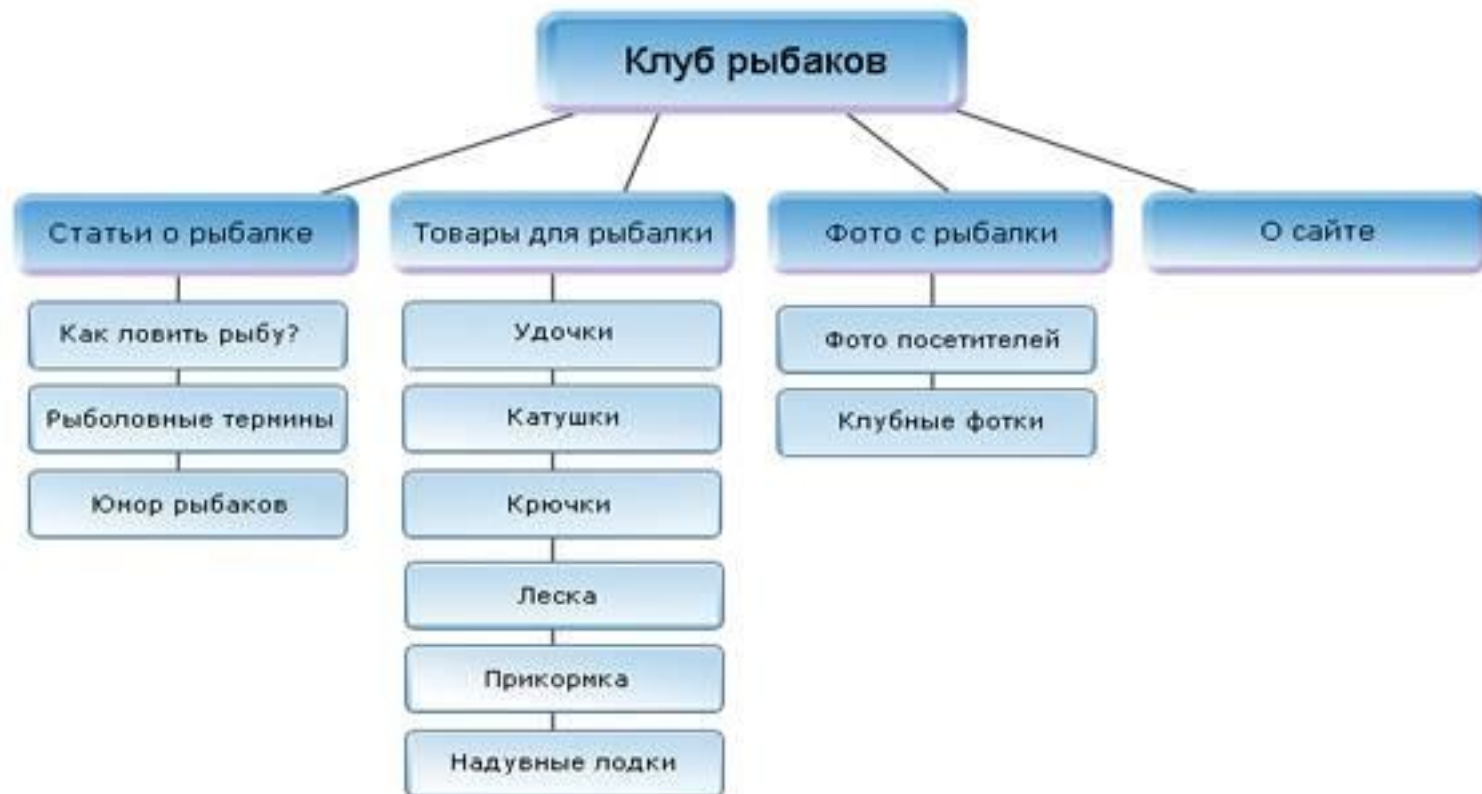 Клуб рыбаков
Статьи о рыбалке
Товары для рыбалки
Фото с рыбалки
О сайте
Как ловить рыбу?
Рыболовные термины
Юмор рыбаков
Удочки
Катушки
Крючки
Леска
Прикормка
Надувные лодки
Фото посетителей
Клубные фотки